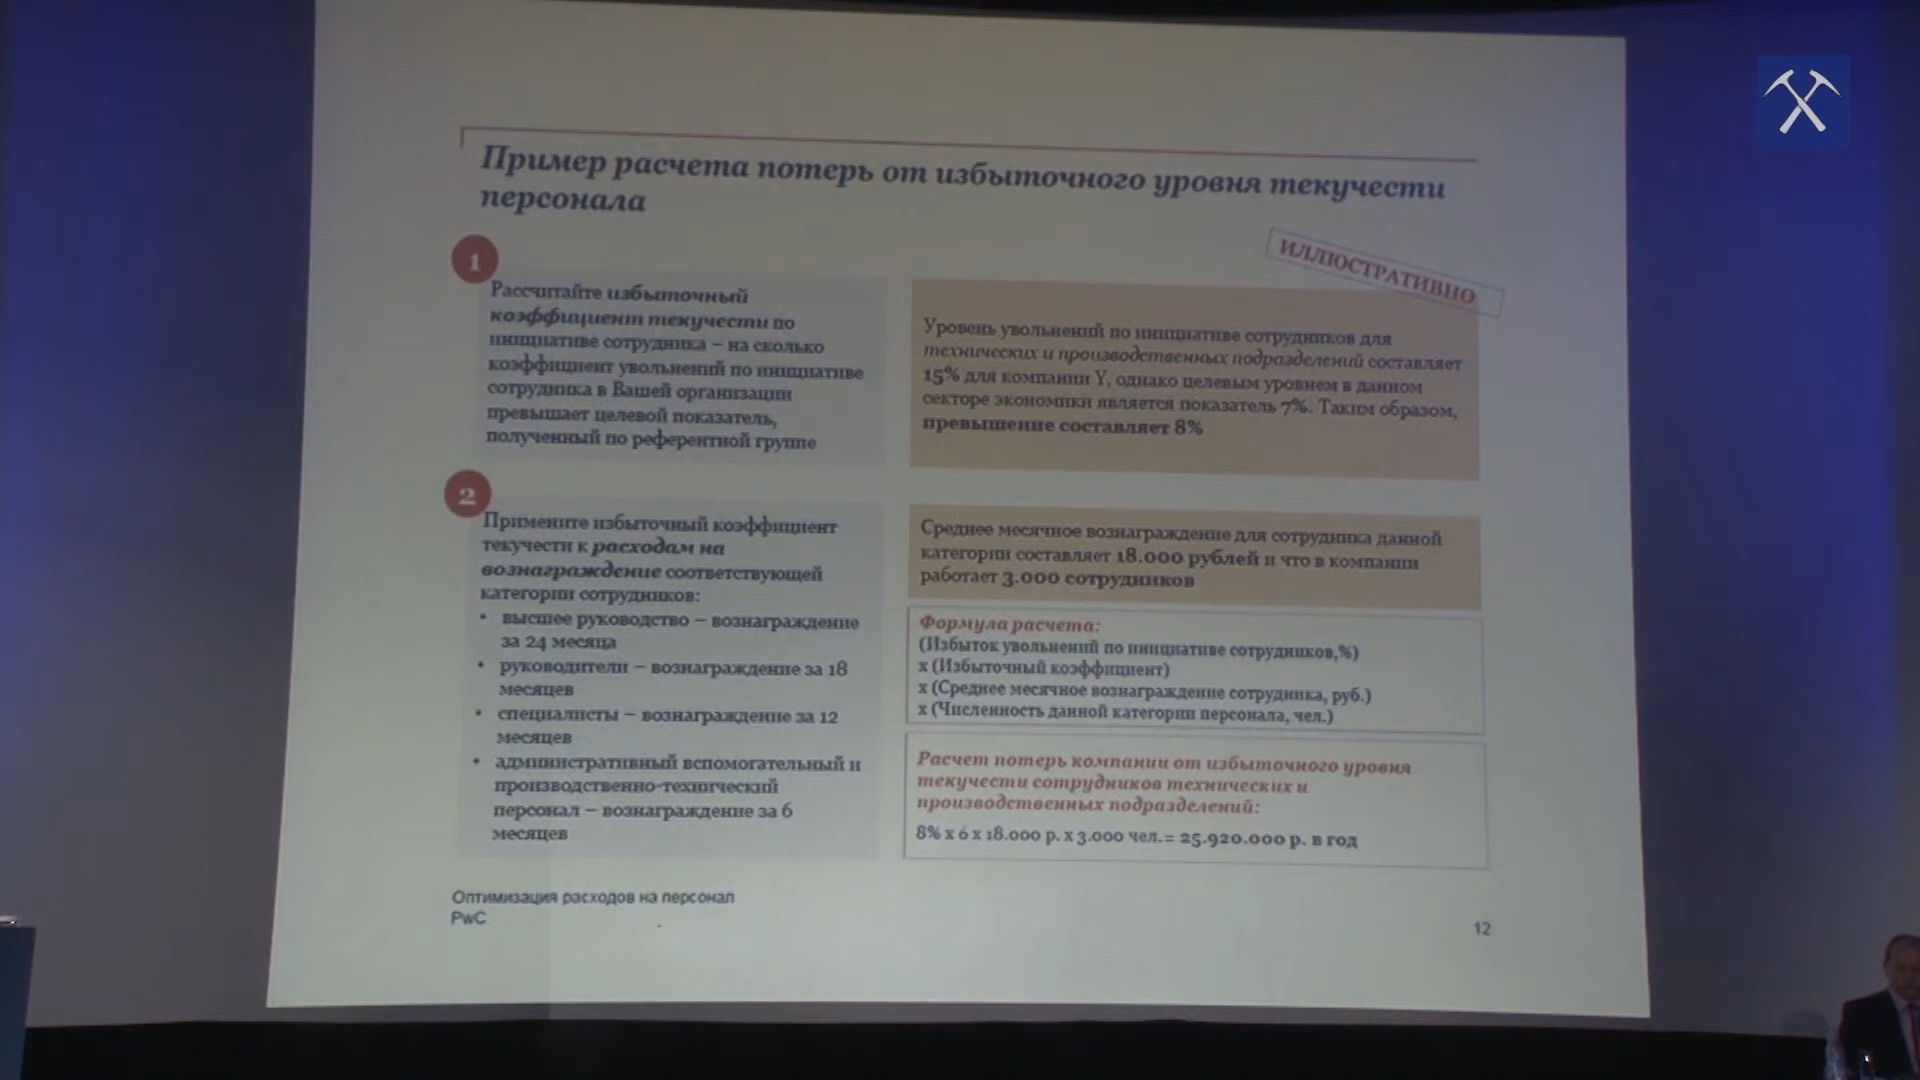 Пример расчета потерь от избыточного уровня текучести
персонала
ИЛЛЮСТРАТИВНО
1
Рассчитайте избыточный
коэффициент текучести по
инициативе сотрудника – на сколько
коэффициент увольнений по инициативе
сотрудника в Вашей организации
превышает целевой показатель,
полученный по референтной группе
Уровень увольнений по инициативе сотрудников для
технических и производственных подразделений составляет
15% для компании Y, однако целевым уровнем в данном
секторе экономики является показатель 7%. Таким образом,
превышение составляет 8%
2
Примените избыточный коэффициент
текучести к расходам на
вознаграждение соответствующей
категории сотрудников:
• высшее руководство – вознаграждение
за 24 месяца
• руководители – вознаграждение за 18
месяцев
• специалисты – вознаграждение за 12
месяцев
• административный вспомогательный и
производственно-технический
персонал – вознаграждение за 6
месяцев
Среднее месячное вознаграждение для сотрудника данной
категории составляет 18.000 рублей и что в компании
работает 3.000 сотрудников
Формула расчета:
(Избыток увольнений по инициативе сотрудников,%)
x (Избыточный коэффициент)
x (Среднее месячное вознаграждение сотрудника, руб.)
x (Численность данной категории персонала, чел.)
Расчет потерь компании от избыточного уровня
текучести сотрудников технических и
производственных подразделений:
8% x 6 x 18.000 р. x 3.000 чел.= 25.920.000 р. в год
Оптимизация расходов на персонал
PwC
12